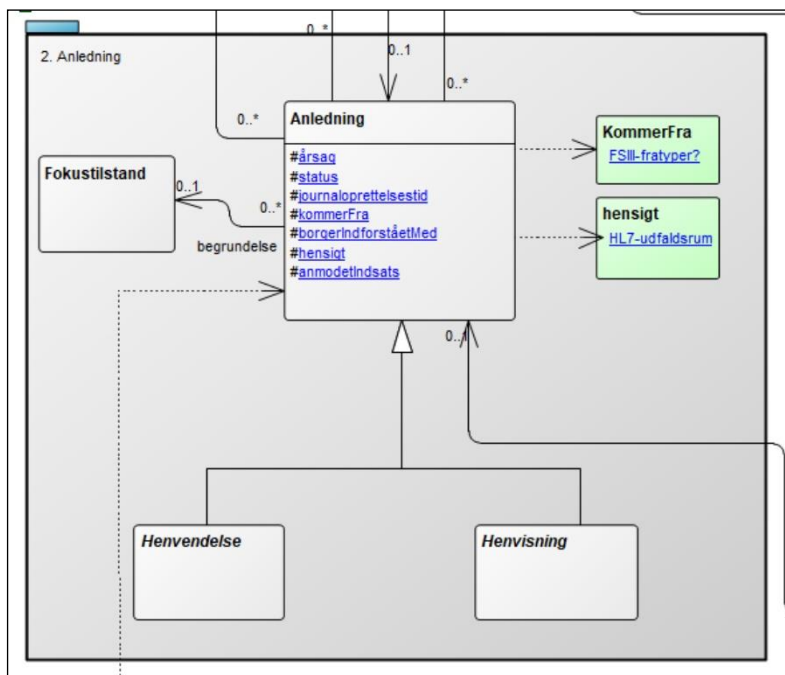 0..*
0..1
2. Anledning
0..*
0..*
Anledning
#årsag
#status
#journaloprettelsestid
#kommerFra
#borgerIndforståetMed
#hensigt
#anmodetIndsats
KommerFra
FSIII-fratyper?
hensigt
HL7-udfaldsrum
Fokustilstand
0..1
0..*
begrundelse
0..1
Henvendelse
Henvisning